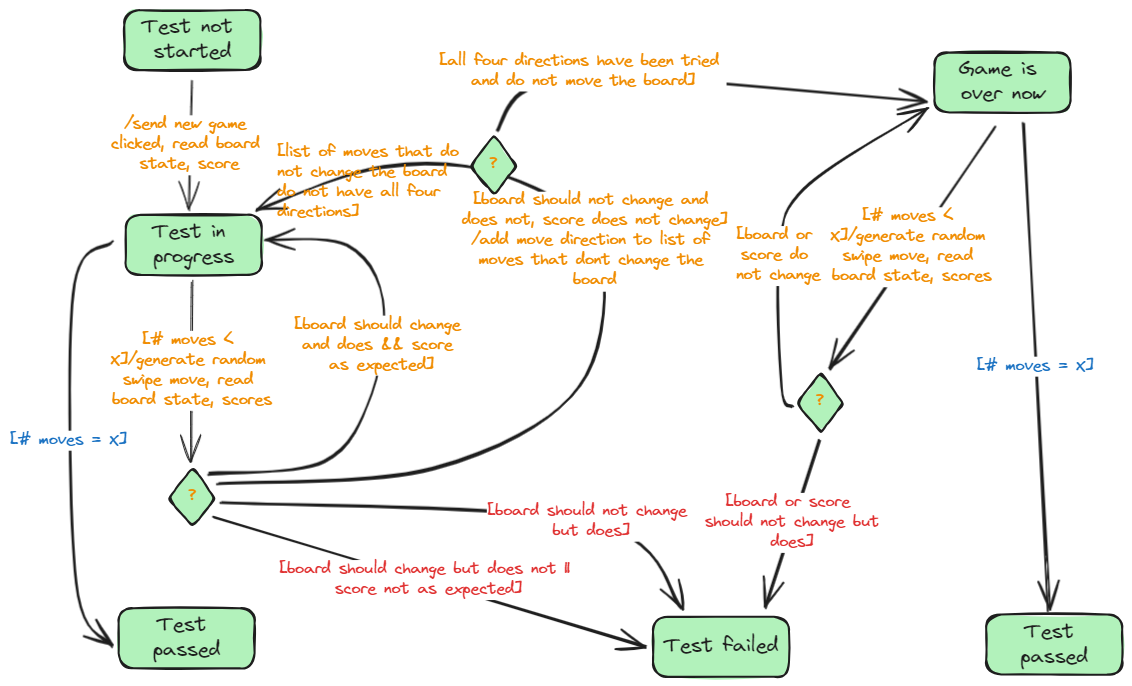 Test not
started
[all four directions have been tried
and do not move the board]
Game is
over now
/send new game
clicked, read board
state, score
[list of moves that do
not change the board
do not have all four
directions]
?
[board should not change and
does not, score does not change]
/add move direction to list of
moves that dont change the
board
[board or
score do
not change
[# moves <
x]/generate random
swipe move, read
board state, scores
Test in
progress
[# moves <
x]/generate random
swipe move, read
board state, scores
[board should change
and does && score
as expected]
[# moves = x]
?
[# moves = x]
?
[board should not change
but does]
[board or score
should not change but
does]
[board should change but does not ||
score not as expected]
Test
passed
Test failed
Test
passed